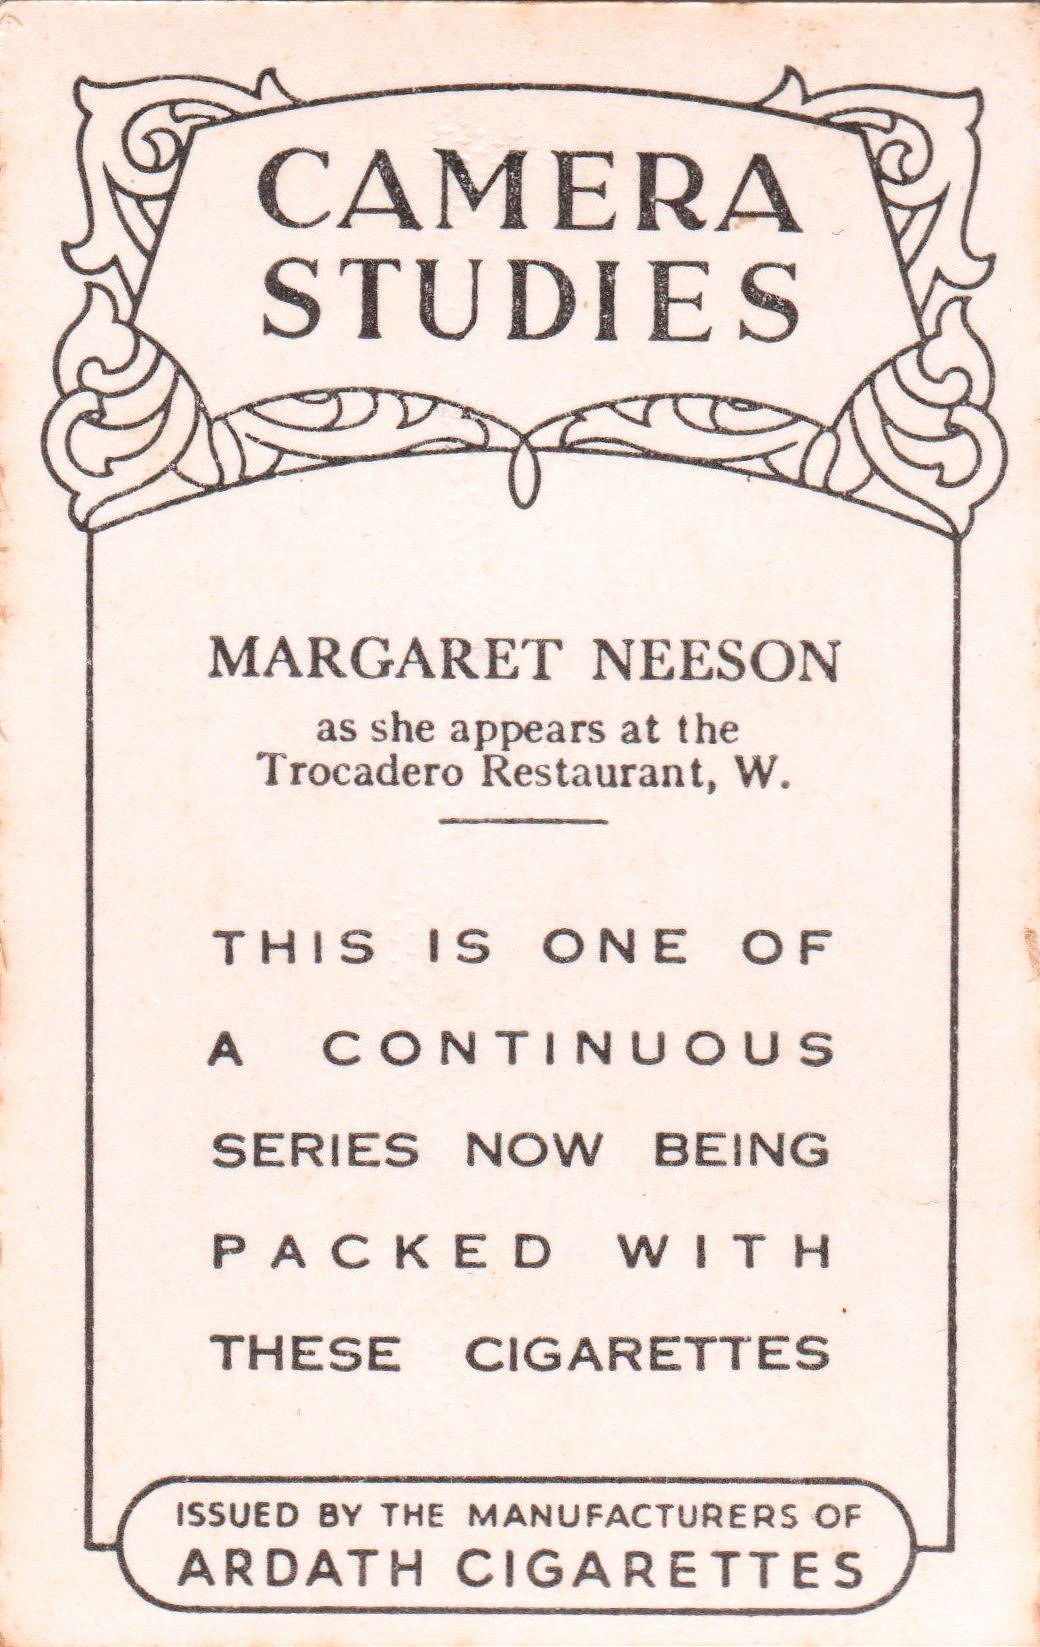 CAMERA
STUDIES
MARGARET NEESON
as she appears at the
Trocadero Restaurant, W.
THIS IS ONE OF
A CONTINUOUS
SERIES NOW BEING
PACKED WITH
THESE CIGARETTES
ISSUED BY THE MANUFACTURERS OF
ARDATH CIGARETTES